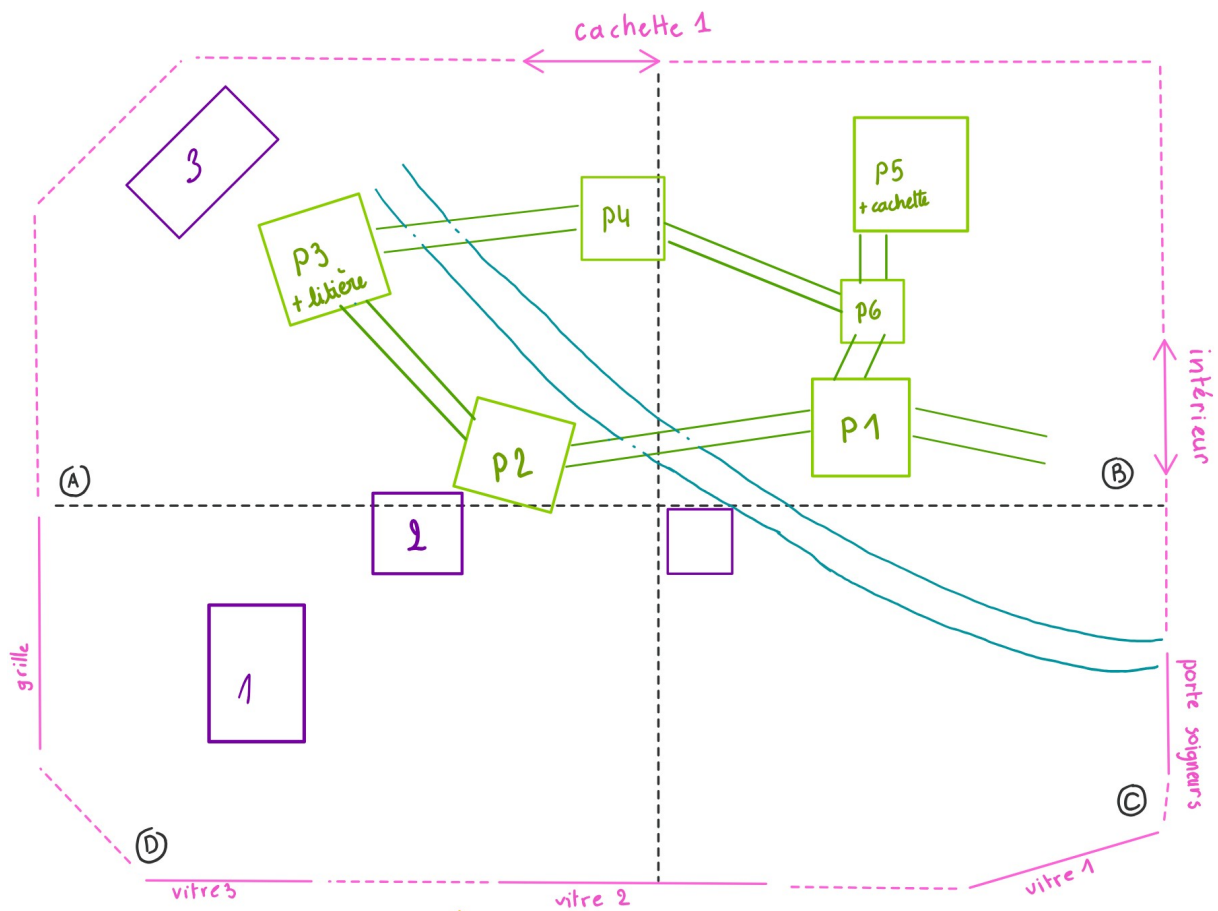 cachette 1
3
P5
+ cachette
P4
P3
+ litière
P6
intérieur
P1
P2
A
B
2
grille
1
porte soigneurs
C
D
vitre 3
vitre 2
vitre 1